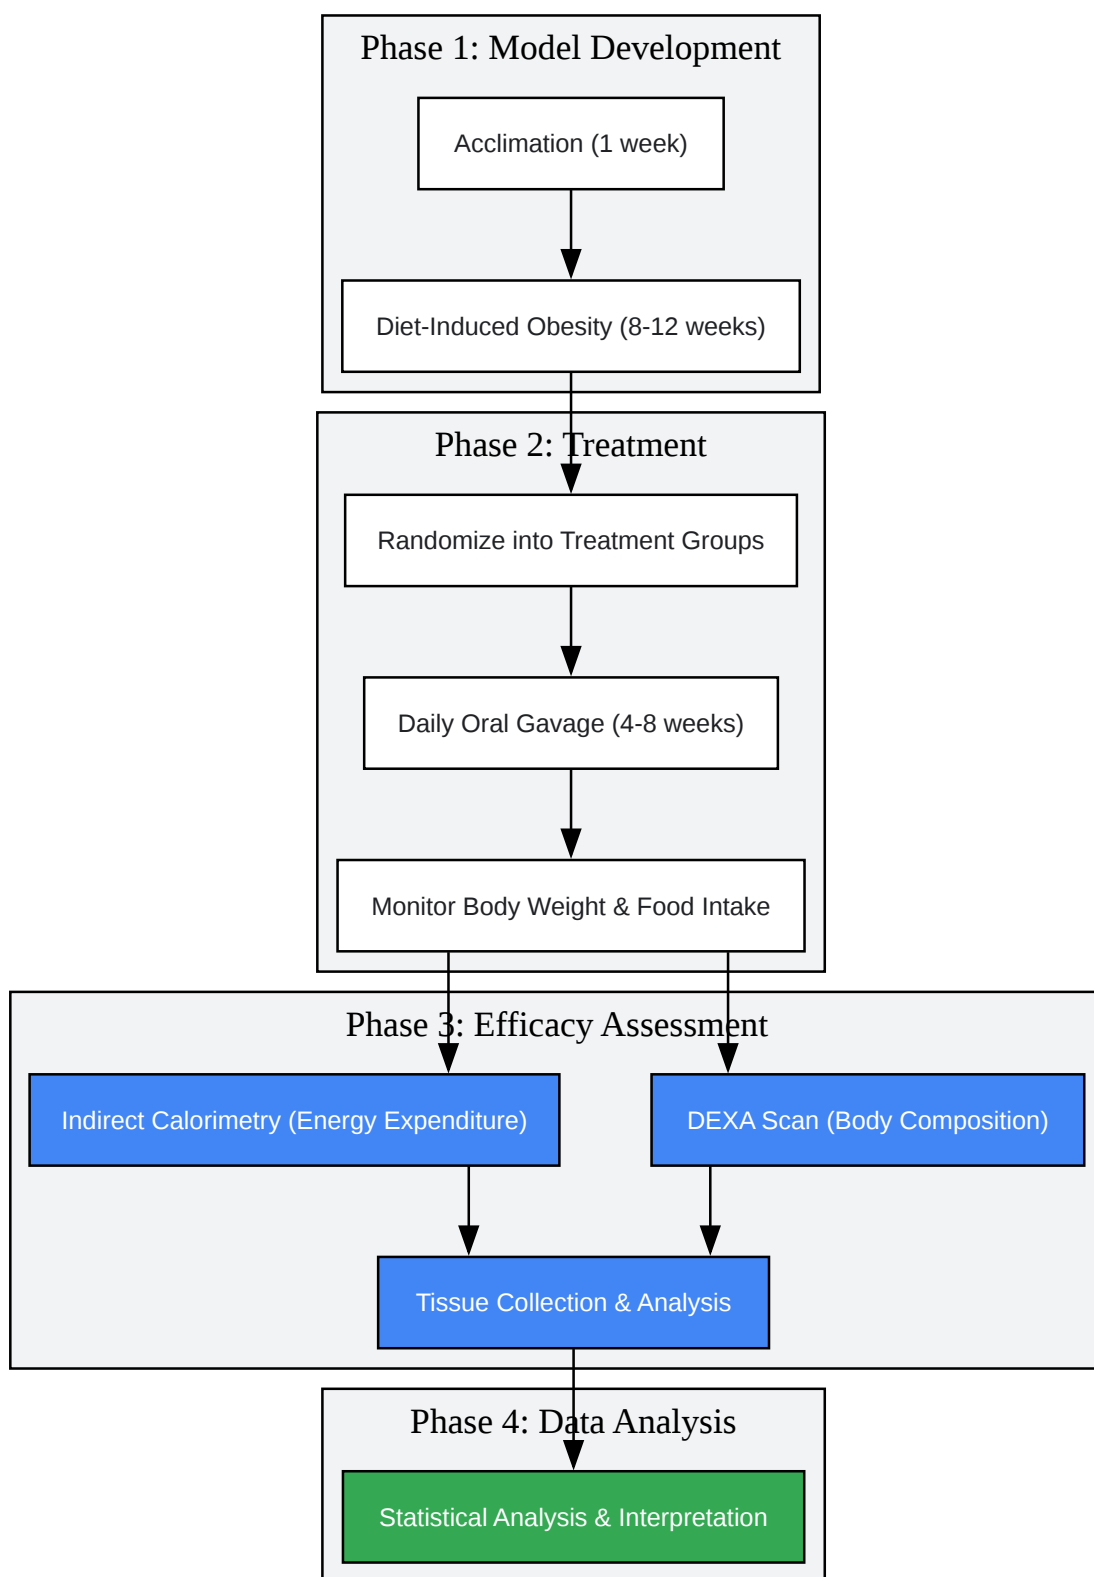 Phase 1: Model Development
Acclimation (1 week)
Diet-Induced Obesity (8-12 weeks)
Phase 2: Treatment
Randomize into Treatment Groups
Daily Oral Gavage (4-8 weeks)
Monitor Body Weight & Food Intake
Phase 3: Efficacy Assessment
Indirect Calorimetry (Energy Expenditure)
DEXA Scan (Body Composition)
Tissue Collection & Analysis
Phase 4: Data Analysis
Statistical Analysis & Interpretation